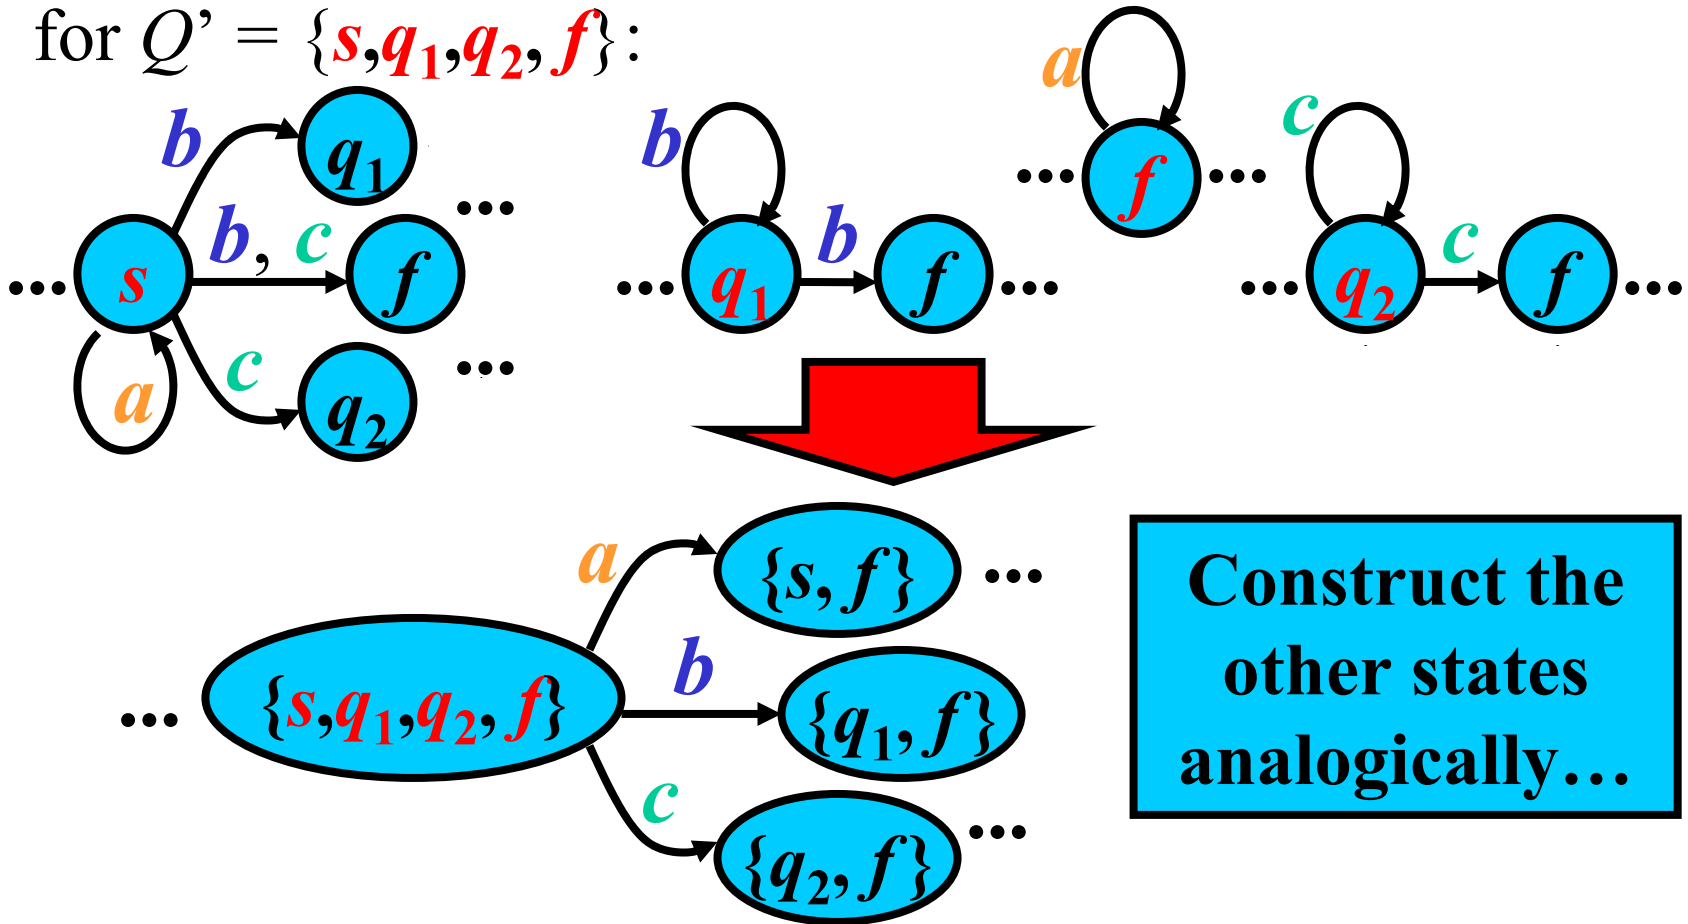 for Q’ = {s,q1,q2, f}:
b
q1
...
b, c
... s
f
a
c
q2
...
b
... q1
b
f ...
a
... f ...
c
... q2
c
f ...
a
{s, f} ...
... {s,q1,q2, f}
b
{q1, f}
c
{q2, f} ...
Construct the
other states
analogically…